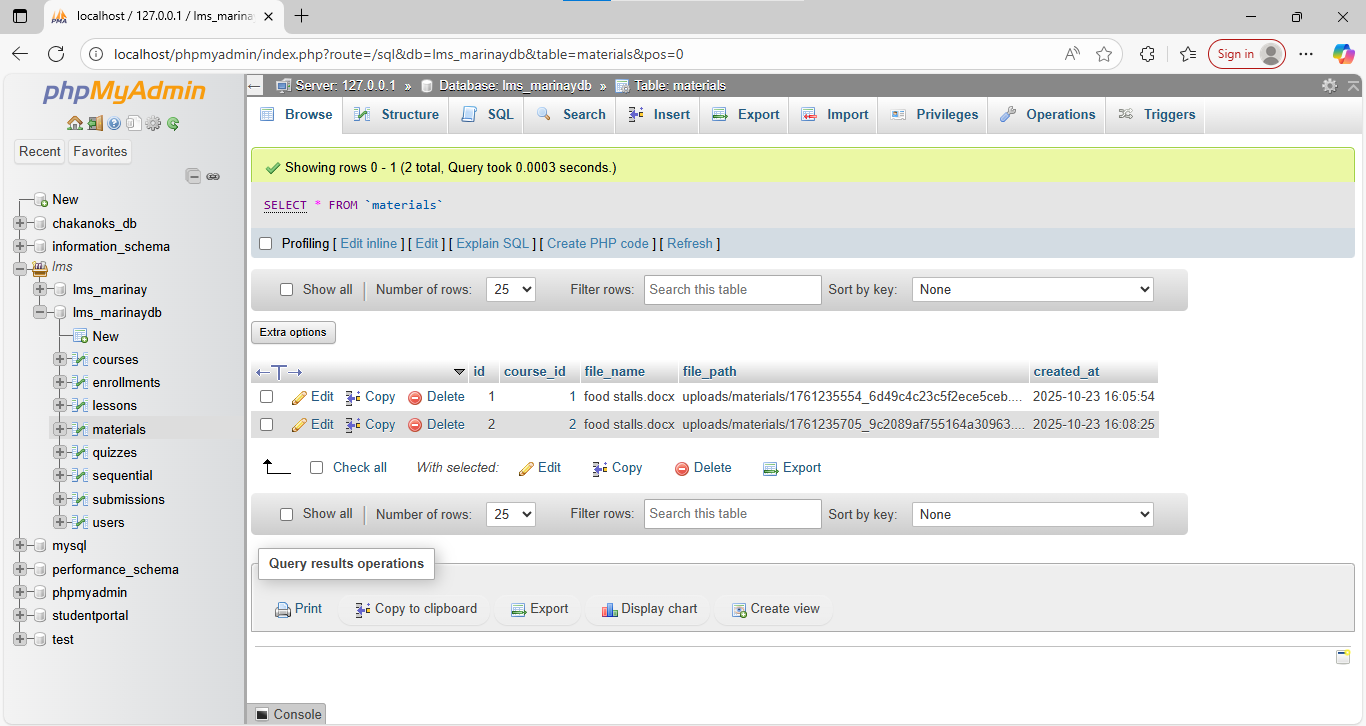 localhost / 127.0.0.1 / lms_marina
localhost/phpmyadmin/index.php?route=/sql&db=lms_marinaydb&table=materials&pos=0
Sign in
phpMyAdmin
Recent Favorites
New
chakanoks_db
information_schema
lms
lms_marinay
lms_marinaydb
New
courses
enrollments
lessons
materials
quizzes
sequential
submissions
users
mysql
performance_schema
phpmyadmin
studentportal
test
Server: 127.0.0.1 » Database: lms_marinaydb » Table: materials
Browse Structure SQL Search Insert Export Import Privileges Operations Triggers
Showing rows 0 - 1 (2 total, Query took 0.0003 seconds.)
SELECT * FROM `materials`
Profiling [ Edit inline ] [ Edit ] [ Explain SQL ] [ Create PHP code ] [ Refresh ]
Show all Number of rows: 25 Filter rows: Search this table Sort by key: None
Extra options
id course_id file_name file_path created_at
Edit Copy Delete 1 1 food stalls.docx uploads/materials/1761235554_6d49c4c23c5f2ece5ceb.... 2025-10-23 16:05:54
Edit Copy Delete 2 2 food stalls.docx uploads/materials/1761235705_9c2089af755164a30963.... 2025-10-23 16:08:25
Check all With selected: Edit Copy Delete Export
Show all Number of rows: 25 Filter rows: Search this table Sort by key: None
Query results operations
Print Copy to clipboard Export Display chart Create view
Console